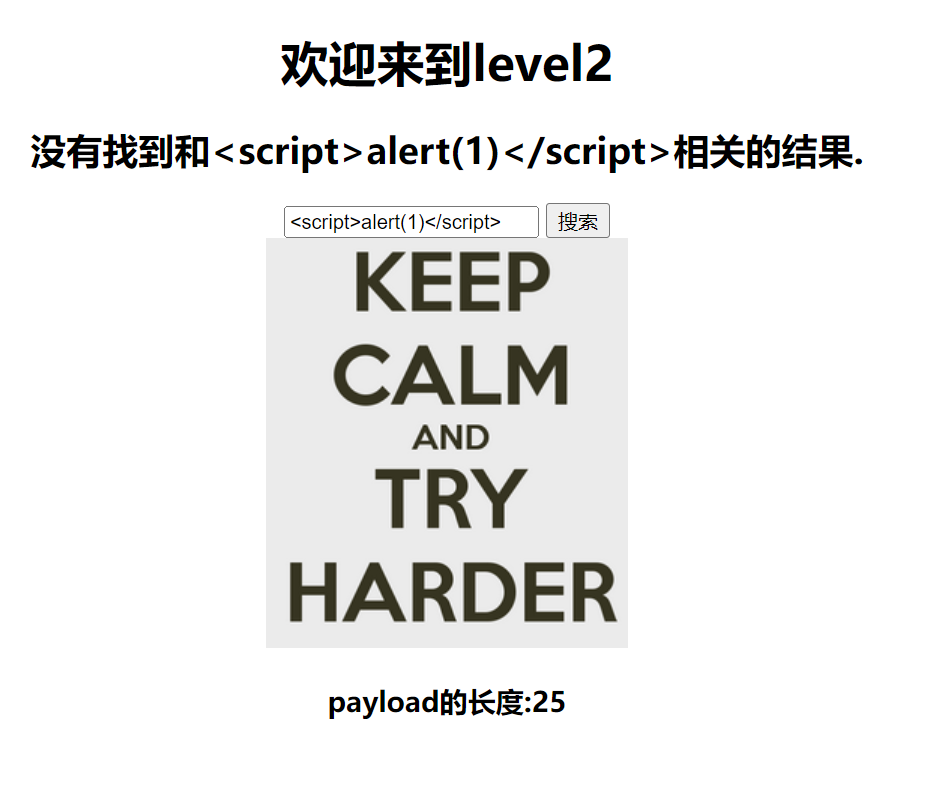 欢迎来到level2
没有找到和<script>alert(1)</script>相关的结果.
<script>alert(1)</script> 搜索
KEEP
CALM
AND
TRY
HARDER
payload的长度:25